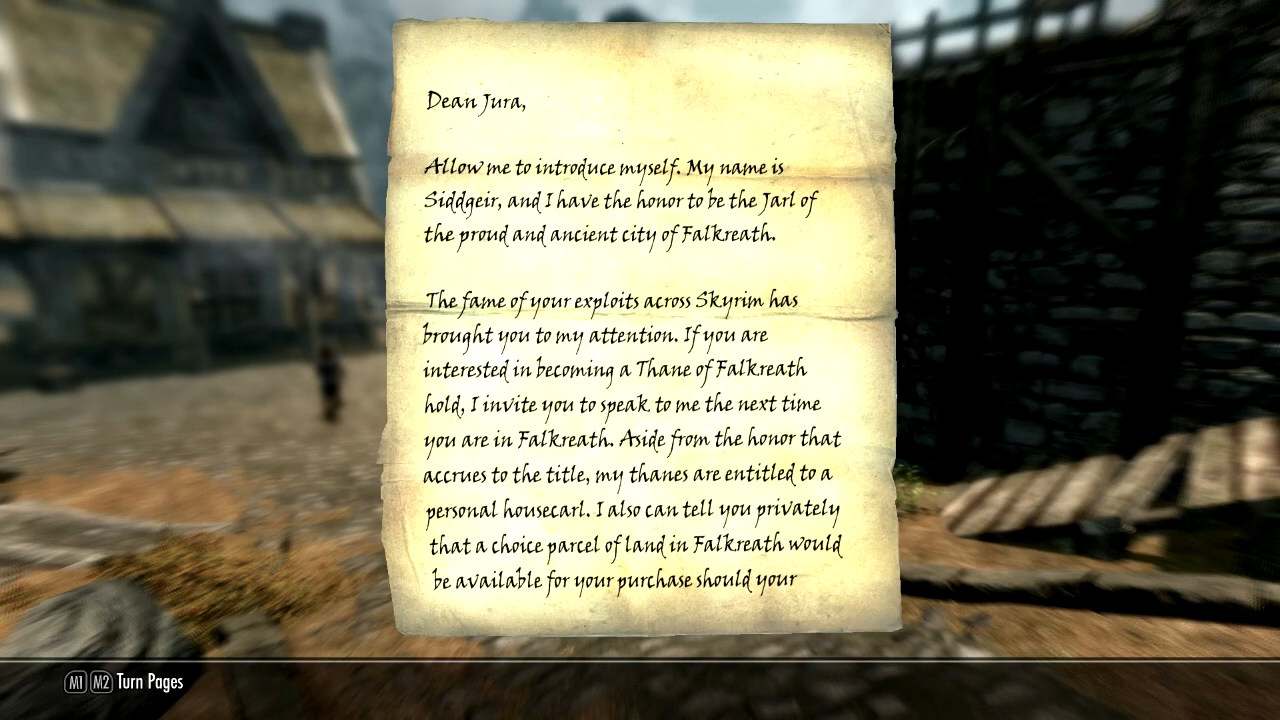 Dear Jura,
Allow me to introduce myself. My name is
Siddgeir, and I have the honor to be the Jarl of
the proud and ancient city of Falkreath.
The fame of your exploits across Skyrim has
brought you to my attention. If you are
interested in becoming a Thane of Falkreath
hold, I invite you to speak to me the next time
you are in Falkreath. Aside from the honor that
accrues to the title, my thanes are entitled to a
personal housecarl. I also can tell you privately
that a choice parcel of land in Falkreath would
be available for your purchase should your
M1 M2 Turn Pages